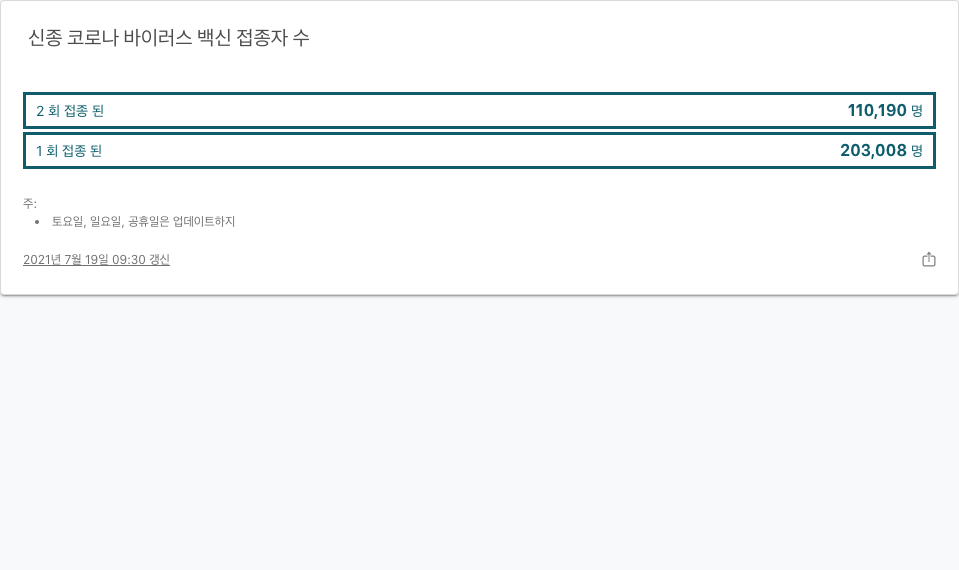 신종 코로나 바이러스 백신 접종자 수
2 회 접종 된 110,190 명
1 회 접종 된 203,008 명
주:
• 토요일, 일요일, 공휴일은 업데이트하지
2021년 7월 19일 09:30 갱신